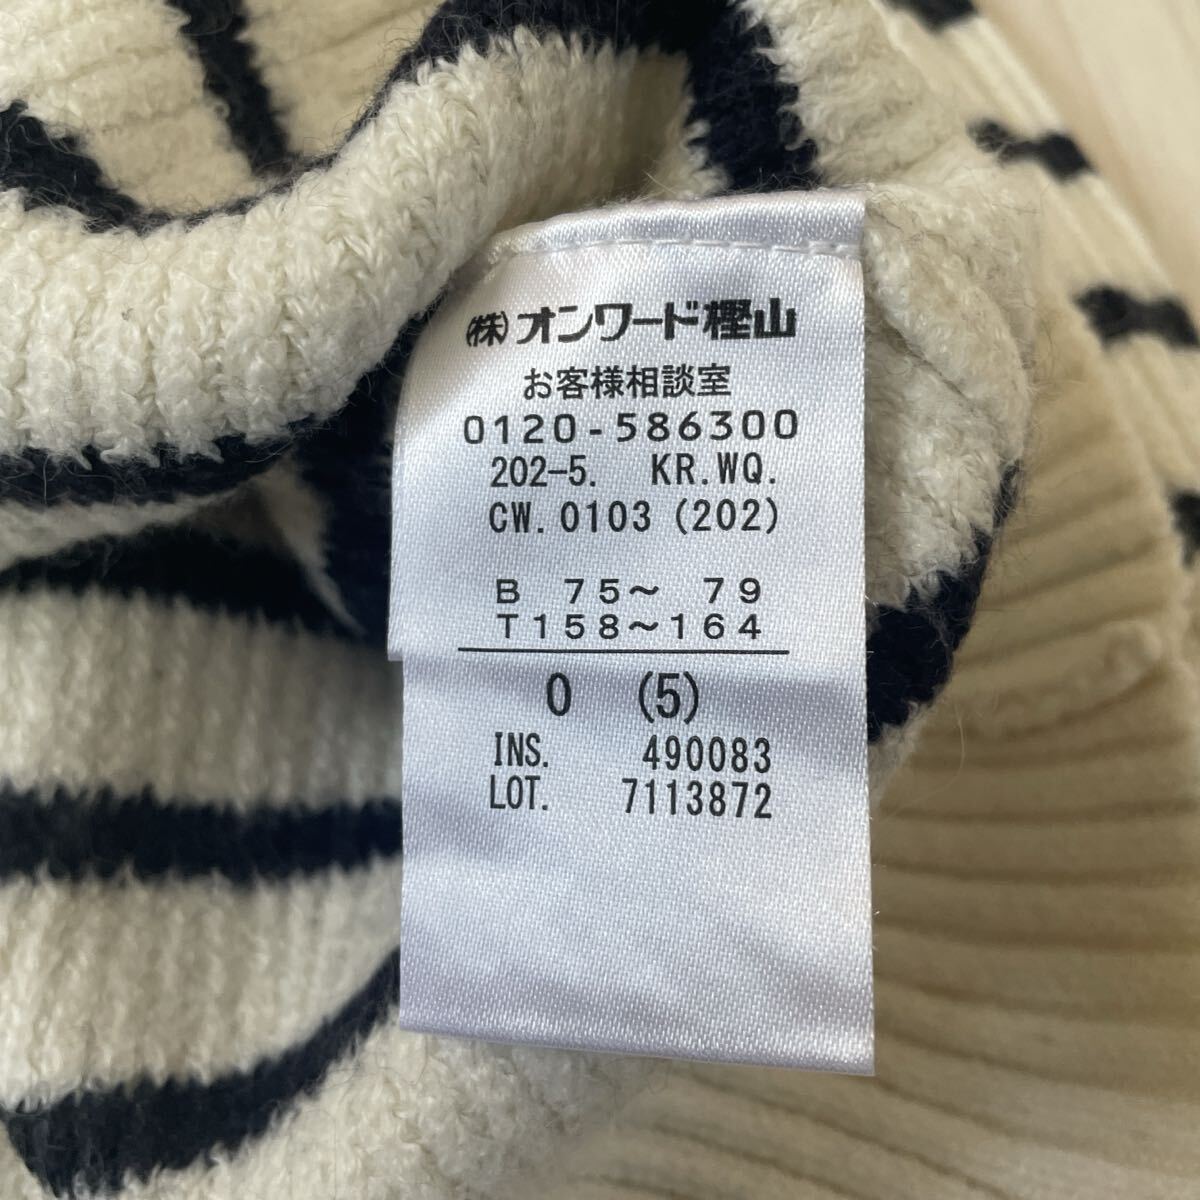 (株)オンワード樫山
お客様相談室
0120-586300
202-5. KR.WQ.
CW.0103(202)
B 75～ 79
T158～164
0 (5)
INS. 490083
LOT. 7113872